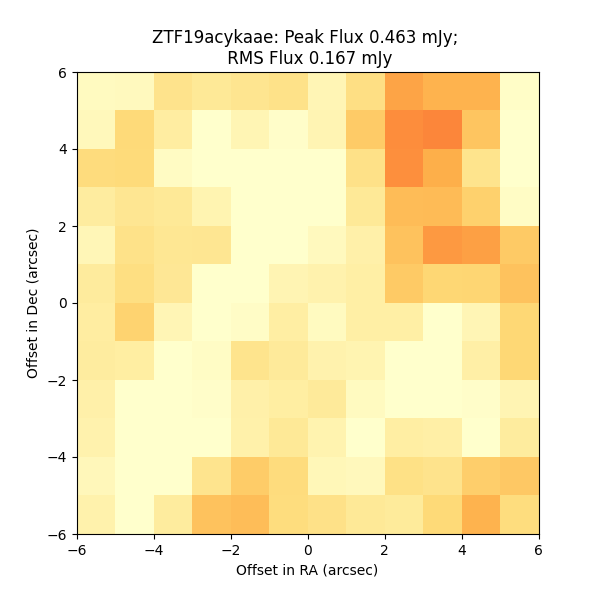 ZTF19acykaae: Peak Flux 0.463 mJy;
RMS Flux 0.167 mJy
6
4
2
0
−2
−4
−6
Offset in Dec (arcsec)
−6 −4 −2 0 2 4 6
Offset in RA (arcsec)